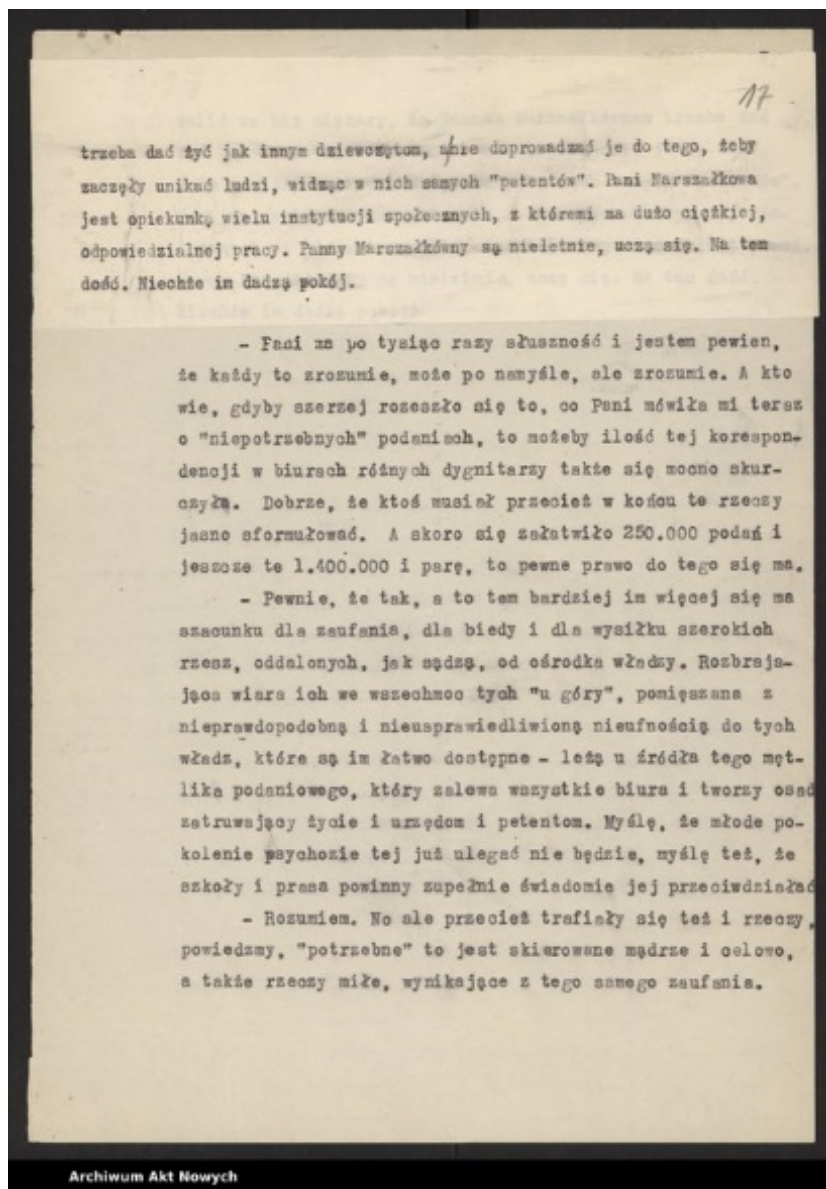 17
trzeba dać żyć jak innym dziewczętom, a nie doprowadzać je do tego, żeby
zaczęły unikać ludzi, widząc w nich samych "petentów". Pani Marszałkowa
jest opiekunką wielu instytucji społecznych, z któremi ma dużo ciężkiej,
odpowiedzialnej pracy. Panny Marszałkówny są nieletnie, uczą się. Na tem
dość. Niechże im dadzą pokój.
- Pani ma po tysiąc razy słuszność i jestem pewien,
że każdy to zrozumie, może po namyśle, ale zrozumie. A kto
wie, gdyby szerzej rozeszło się to, co Pani mówiła mi teraz
o "niepotrzebnych" podaniach, to możeby ilość tej korespon-
dencji w biurach różnych dygnitarzy także się mocno skur-
czyła. Dobrze, że ktoś musiał przecież w końcu te rzeczy
jasno sformułować. A skoro się załatwiło 250.000 podań i
jeszcze te 1.400.000 i parę, to pewne prawo do tego się ma.
- Pewnie, że tak, a to tem bardziej im więcej się ma
szacunku dla zaufania, dla biedy i dla wysiłku szerokich
rzesz, oddalonych, jak sądzą, od ośrodka władzy. Rozbraja-
jąca wiara ich we wszechmoc tych "u góry", pomięszana z
nieprawdopodobną i nieusprawiedliwioną nieufnością do tych
władz, które są im łatwo dostępne - leżą u źródła tego męt-
lika podaniowego, który zalewa wszystkie biura i tworzy osad
zatruwający życie i urzędom i petentom. Myślę, że młode po-
kolenie psychozie tej już ulegać nie będzie, myślę też, że
szkoły i prasa powinny zupełnie świadomie jej przeciwdziałać
- Rozumiem. No ale przecież trafiały się też i rzeczy,
powiedzmy, "potrzebne" to jest skierowane mądrze i celowo,
a także rzeczy miłe, wynikające z tego samego zaufania.
Archiwum Akt Nowych